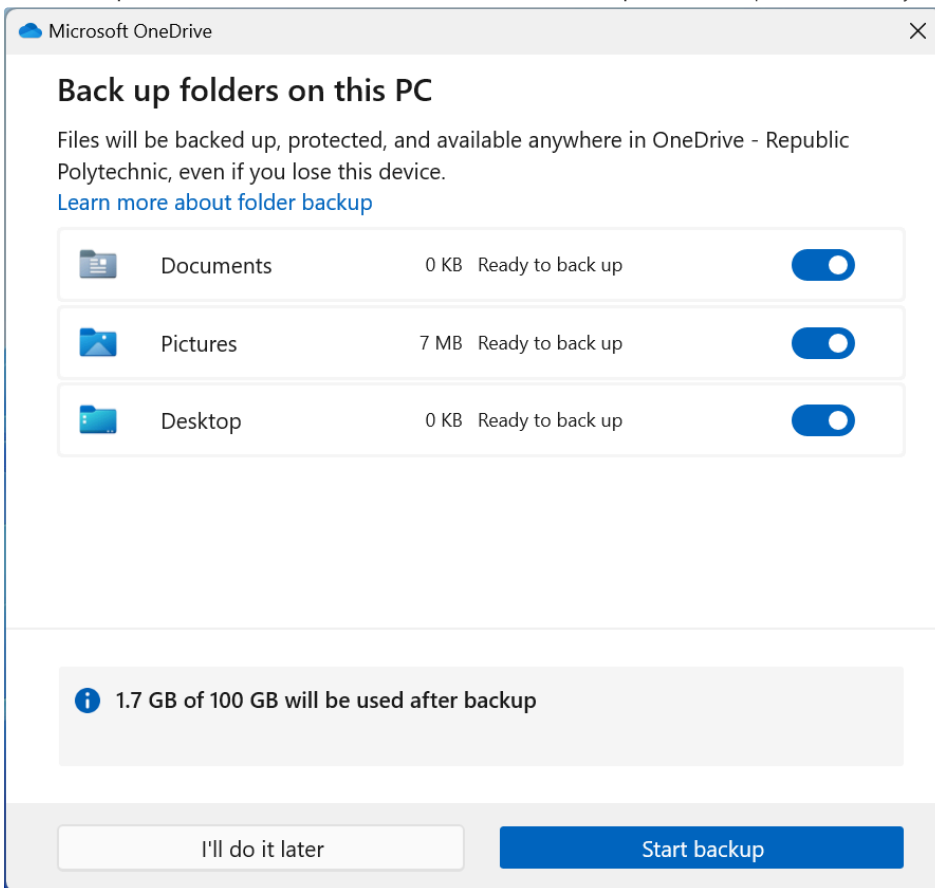 Microsoft OneDrive
Back up folders on this PC
Files will be backed up, protected, and available anywhere in OneDrive - Republic
Polytechnic, even if you lose this device.
Learn more about folder backup
Documents 0 KB Ready to back up
Pictures 7 MB Ready to back up
Desktop 0 KB Ready to back up
1.7 GB of 100 GB will be used after backup
I'll do it later Start backup